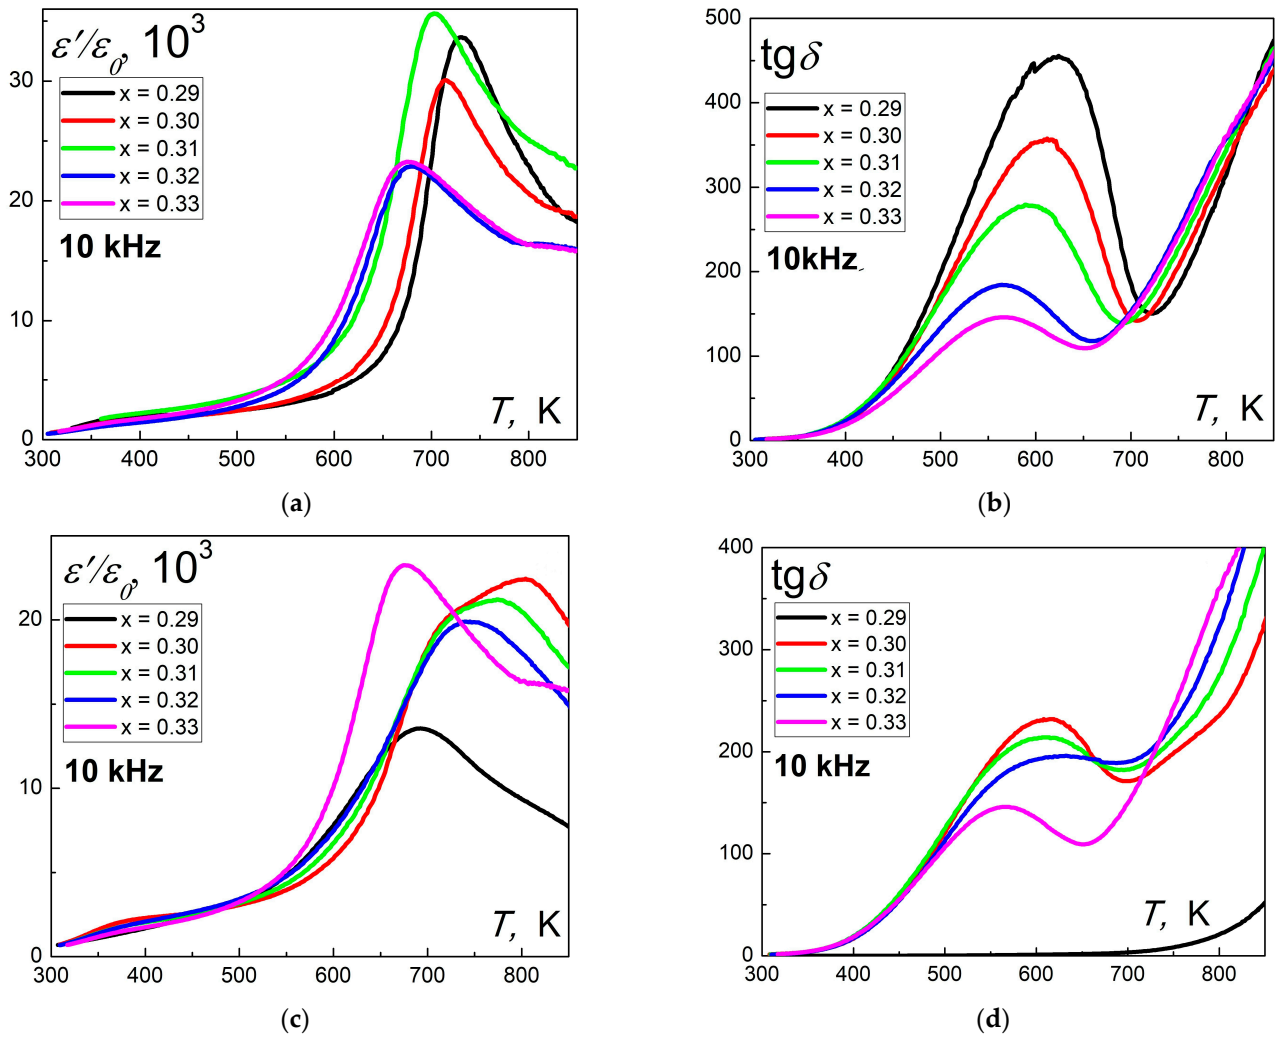 ε′/ε₀, 10³
x = 0.29
x = 0.30
x = 0.31
x = 0.32
x = 0.33
10 kHz
T, K
0
10
20
30
300 400 500 600 700 800
(a)
tgδ
x = 0.29
x = 0.30
x = 0.31
x = 0.32
x = 0.33
10kHz
T, K
500
400
300
200
100
0
300 400 500 600 700 800
(b)
ε′/ε₀, 10³
x = 0.29
x = 0.30
x = 0.31
x = 0.32
x = 0.33
10 kHz
T, K
20
10
0
300 400 500 600 700 800
(c)
tgδ
x = 0.29
x = 0.30
x = 0.31
x = 0.32
x = 0.33
10 kHz
T, K
400
300
200
100
0
300 400 500 600 700 800
(d)